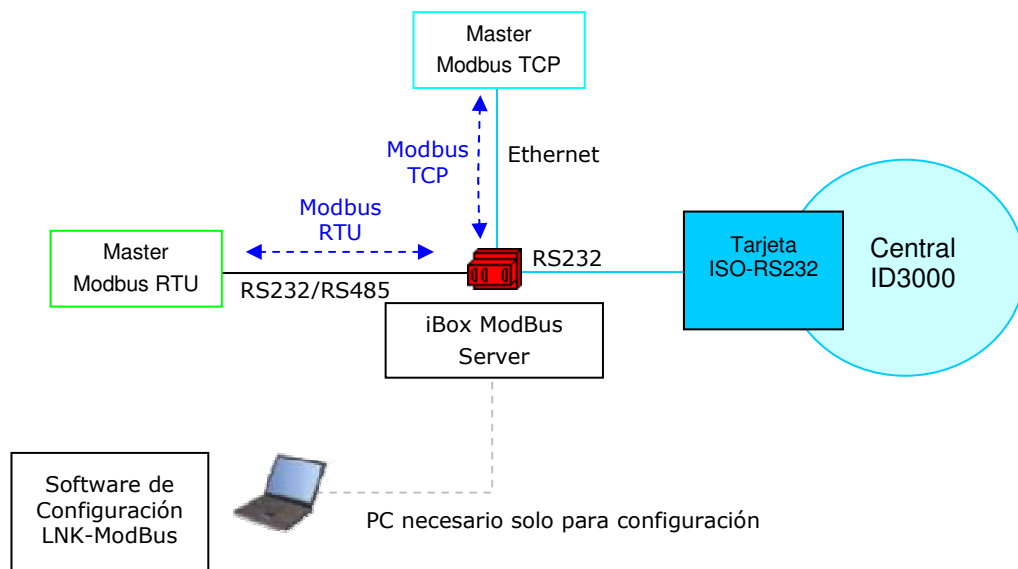 Master
Modbus TCP
Modbus
TCP
Ethernet
Modbus
RTU
Master
Modbus RTU
RS232/RS485
RS232
Tarjeta
ISO-RS232
Central
ID3000
iBox ModBus
Server
Software de
Configuración
LNK-ModBus
PC necesario solo para configuración